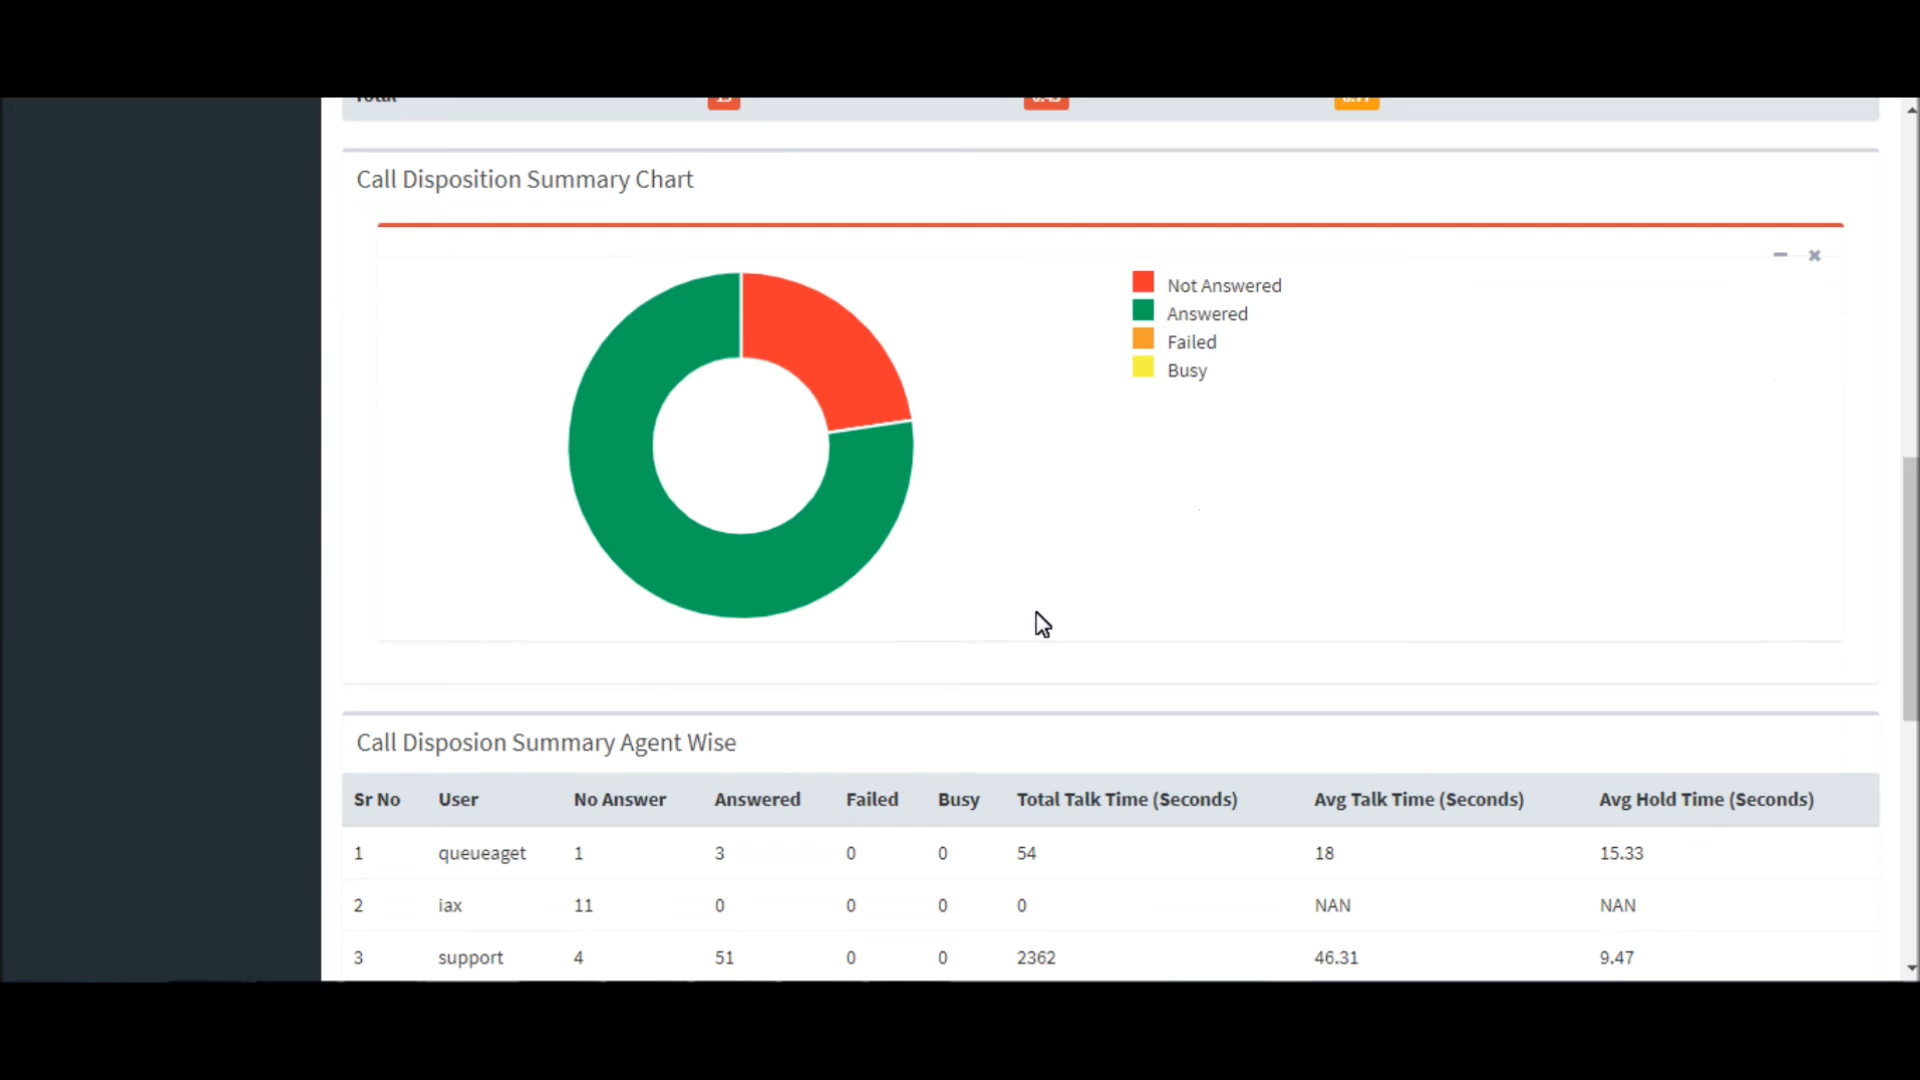 Call Disposition Summary Chart
Not Answered
Answered
Failed
Busy
Call Disposion Summary Agent Wise
Sr No User No Answer Answered Failed Busy Total Talk Time (Seconds) Avg Talk Time (Seconds) Avg Hold Time (Seconds)
1 queueaget 1 3 0 0 54 18 15.33
2 iax 11 0 0 0 0 NAN NAN
3 support 4 51 0 0 2362 46.31 9.47